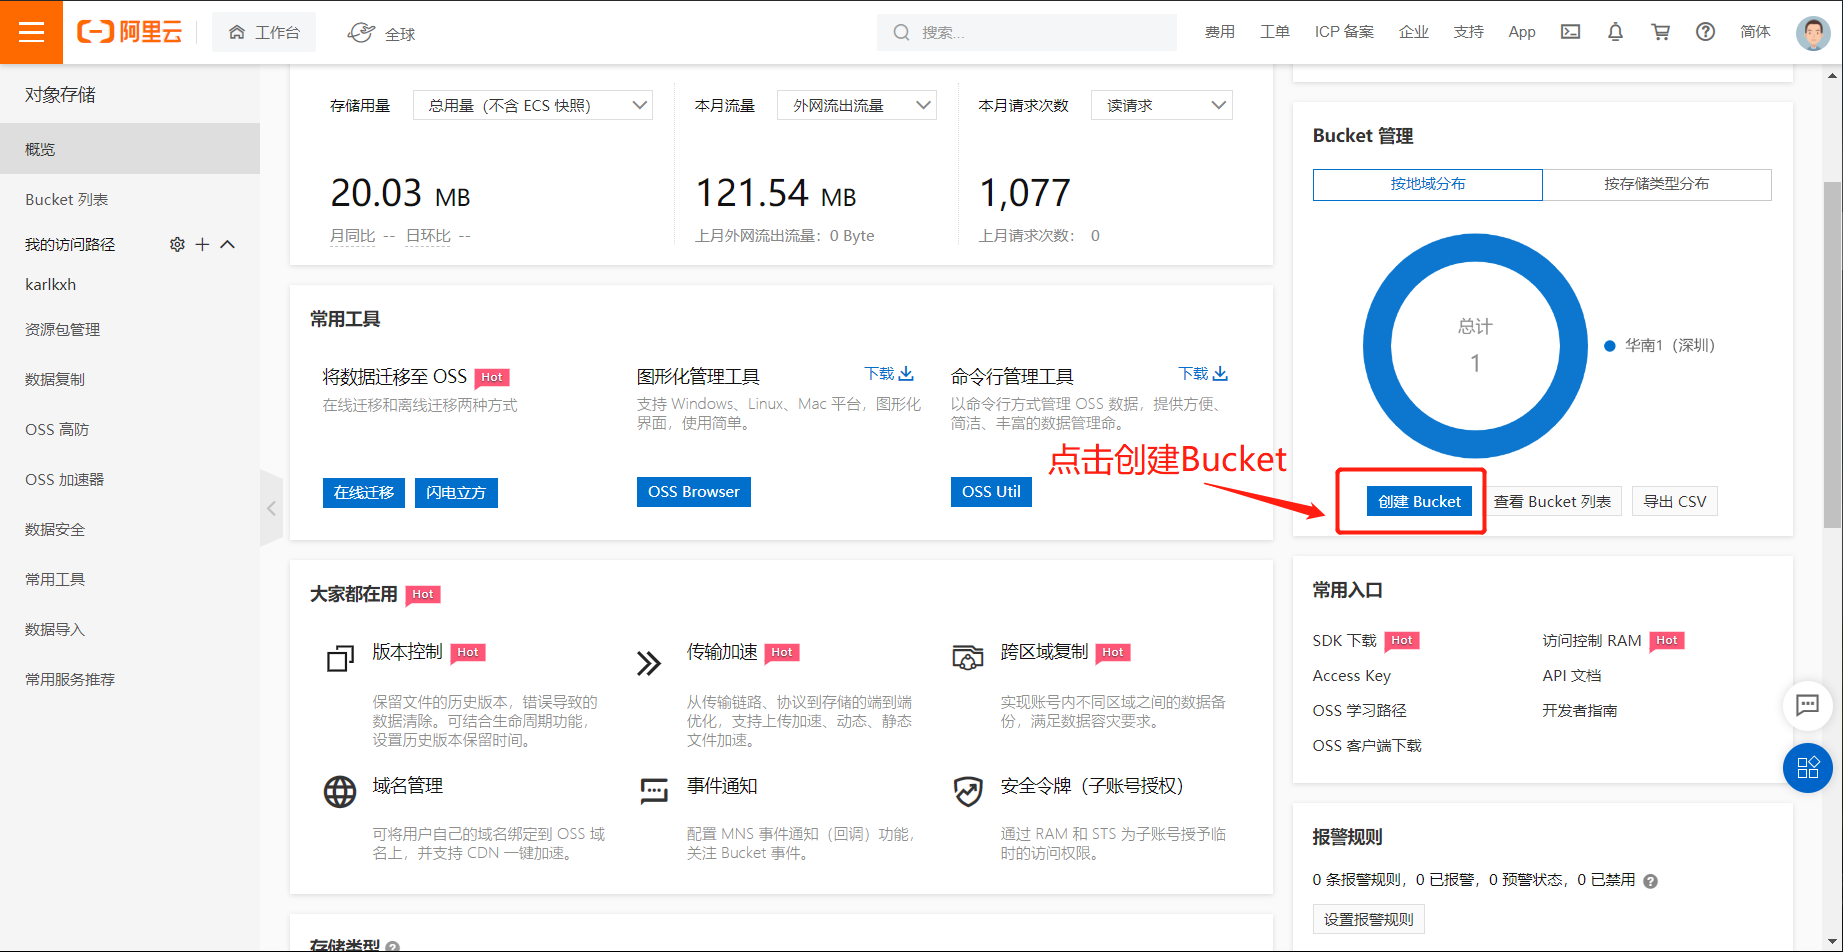 阿里云
工作台
全球
搜索...
费用
工单
ICP 备案
企业
支持
App
简体
对象存储
概览
Bucket 列表
我的访问路径
karlkxh
资源包管理
数据复制
OSS 高防
OSS 加速器
数据安全
常用工具
数据导入
常用服务推荐
存储用量
总用量（不含 ECS 快照）
20.03 MB
月同比 -- 日环比 --
本月流量
外网流出流量
121.54 MB
上月外网流出流量：0 Byte
本月请求次数
读请求
1,077
上月请求次数： 0
常用工具
将数据迁移至 OSS Hot
在线迁移和离线迁移两种方式
在线迁移
闪电立方
图形化管理工具
下载
支持 Windows、Linux、Mac 平台，图形化
界面，使用简单。
OSS Browser
命令行管理工具
下载
以命令行方式管理 OSS 数据，提供方便、
简洁、丰富的数据管理命。
OSS Util
点击创建Bucket
大家都在用 Hot
版本控制 Hot
保留文件的历史版本，错误导致的
数据清除。可结合生命周期功能，
设置历史版本保留时间。
传输加速 Hot
从传输链路、协议到存储的端到端
优化，支持上传加速、动态、静态
文件加速。
跨区域复制 Hot
实现账号内不同区域之间的数据备
份，满足数据容灾要求。
域名管理
可将用户自己的域名绑定到 OSS 域
名上，并支持 CDN 一键加速。
事件通知
配置 MNS 事件通知（回调）功能，
关注 Bucket 事件。
安全令牌（子账号授权）
通过 RAM 和 STS 为子账号授予临
时的访问权限。
存储类型
Bucket 管理
按地域分布
按存储类型分布
总计
1
华南1（深圳）
创建 Bucket
查看 Bucket 列表
导出 CSV
常用入口
SDK 下载 Hot
访问控制 RAM Hot
Access Key
API 文档
OSS 学习路径
开发者指南
OSS 客户端下载
报警规则
0 条报警规则，0 已报警，0 预警状态，0 已禁用
设置报警规则